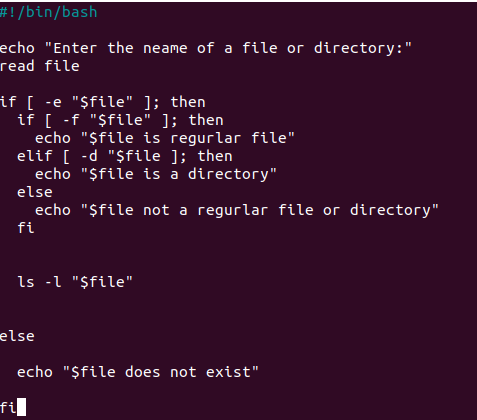 #!/bin/bash
echo "Enter the neame of a file or directory:"
read file
if [ -e "$file" ]; then
if [ -f "$file" ]; then
echo "$file is regurlar file"
elif [ -d "$file ]; then
echo "$file is a directory"
else
echo "$file not a regurlar file or directory"
fi
ls -l "$file"
else
echo "$file does not exist"
fi